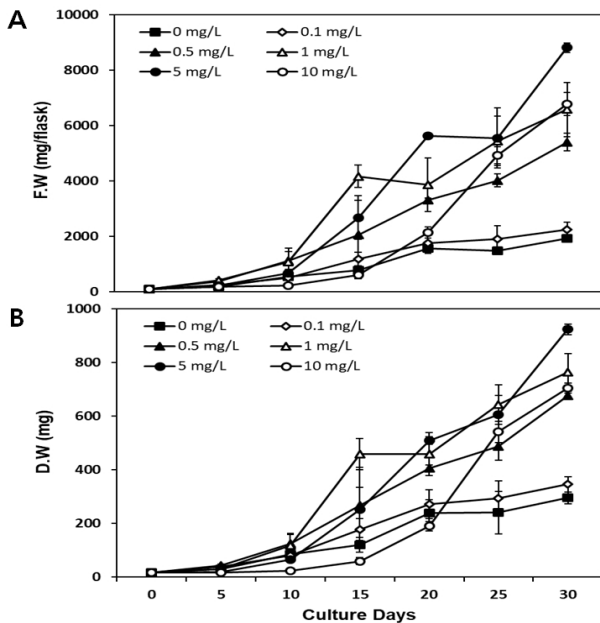 A
10000
8000
6000
4000
2000
0
F.W (mg/flask)
0 mg/L 0.1 mg/L
0.5 mg/L 1 mg/L
5 mg/L 10 mg/L
B
1000
800
600
400
200
0
D.W (mg)
0 mg/L 0.1 mg/L
0.5 mg/L 1 mg/L
5 mg/L 10 mg/L
0 5 10 15 20 25 30
Culture Days